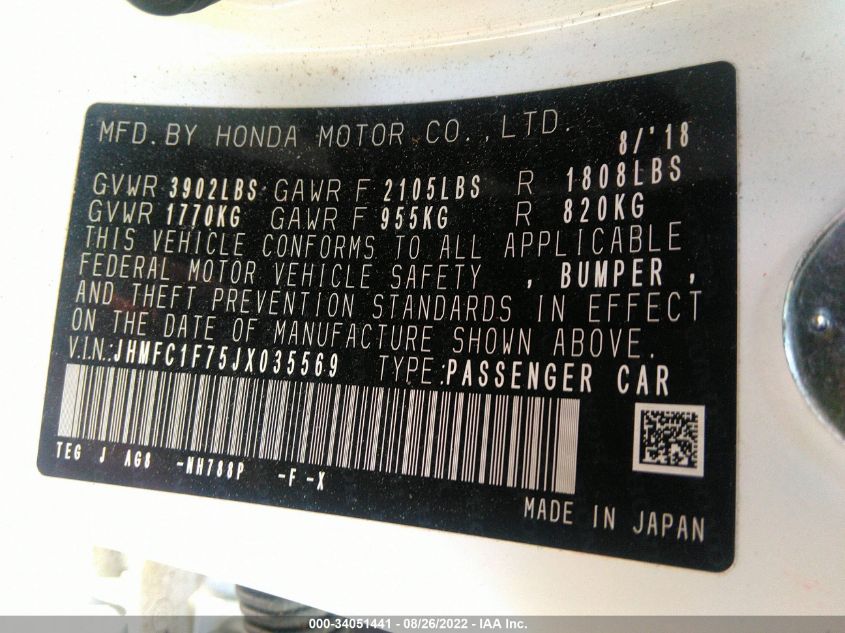 MFD. BY HONDA MOTOR CO., LTD. 8/'18
GVWR 3902LBS GAWR F 2105LBS R 1808LBS
GVWR 1770KG GAWR F 955KG R 820KG
THIS VEHICLE CONFORMS TO ALL APPLICABLE
FEDERAL MOTOR VEHICLE SAFETY , BUMPER ,
AND THEFT PREVENTION STANDARDS IN EFFECT
ON THE DATE OF MANUFACTURE SHOWN ABOVE.
V.I.N.:JHMFC1F75JX035569 TYPE:PASSENGER CAR
TEG J AG8 -NH788P -F -X
MADE IN JAPAN
000-34051441 - 08/26/2022 - IAA Inc.